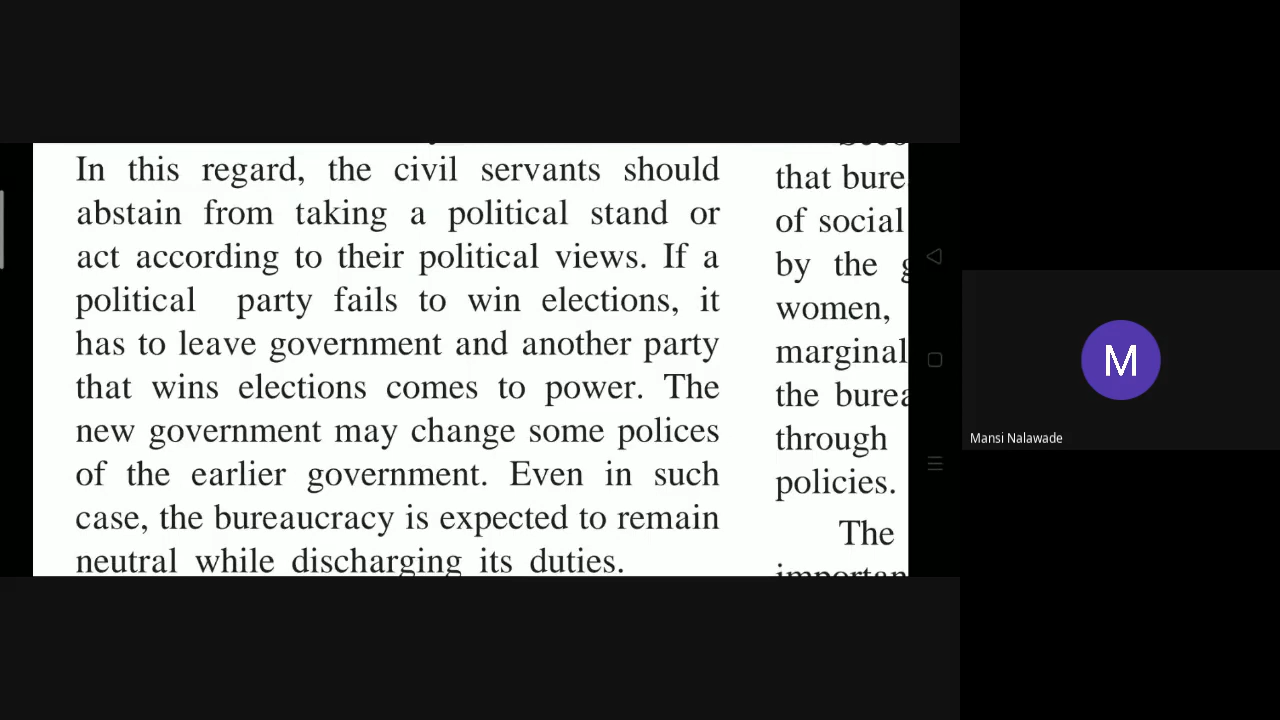 In this regard, the civil servants should
abstain from taking a political stand or
act according to their political views. If a
political party fails to win elections, it
has to leave government and another party
that wins elections comes to power. The
new government may change some polices
of the earlier government. Even in such
case, the bureaucracy is expected to remain
neutral while discharging its duties.
that bure
of social
by the g
women,
marginal
the burea
through
policies.
The
importan
M
Mansi Nalawade